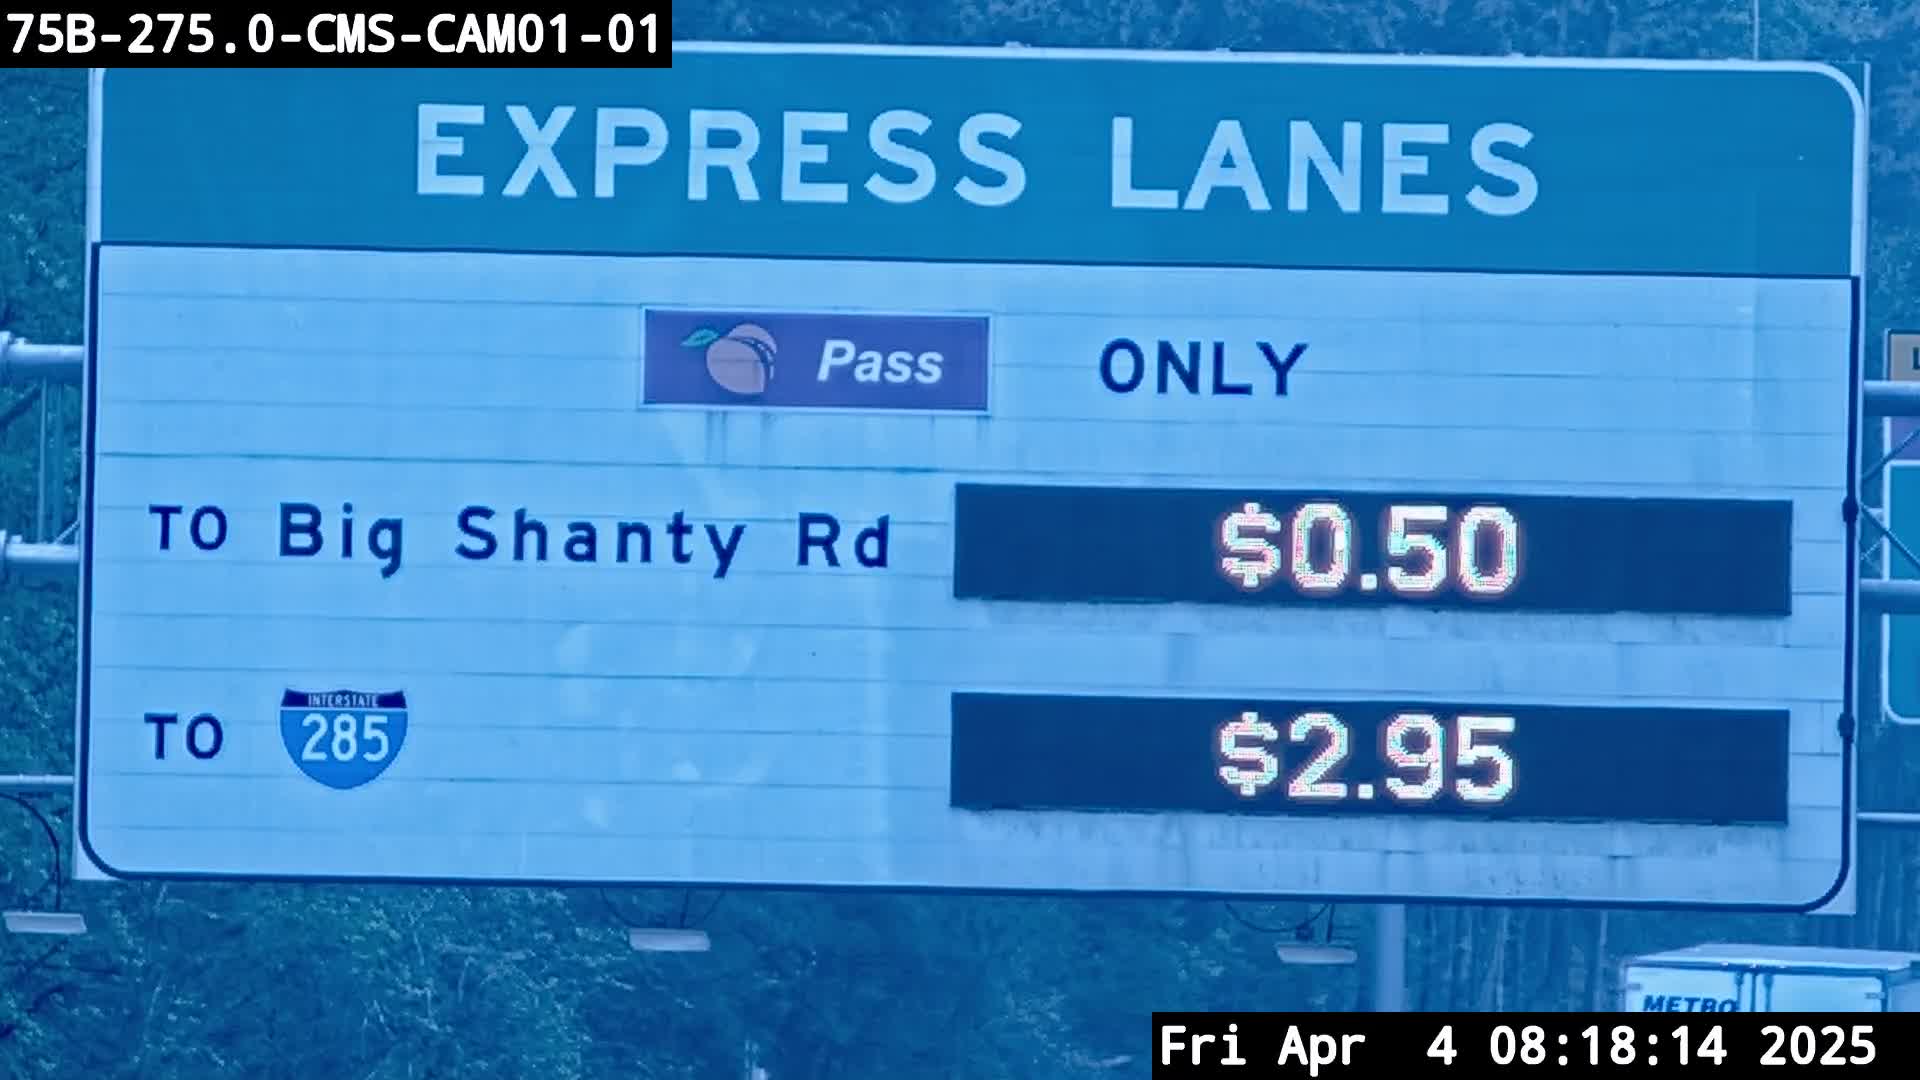 75B-275.0-CMS-CAM01-01
EXPRESS LANES
Pass ONLY
TO Big Shanty Rd $0.50
TO INTERSTATE 285 $2.95
METRO
Fri Apr 4 08:18:14 2025